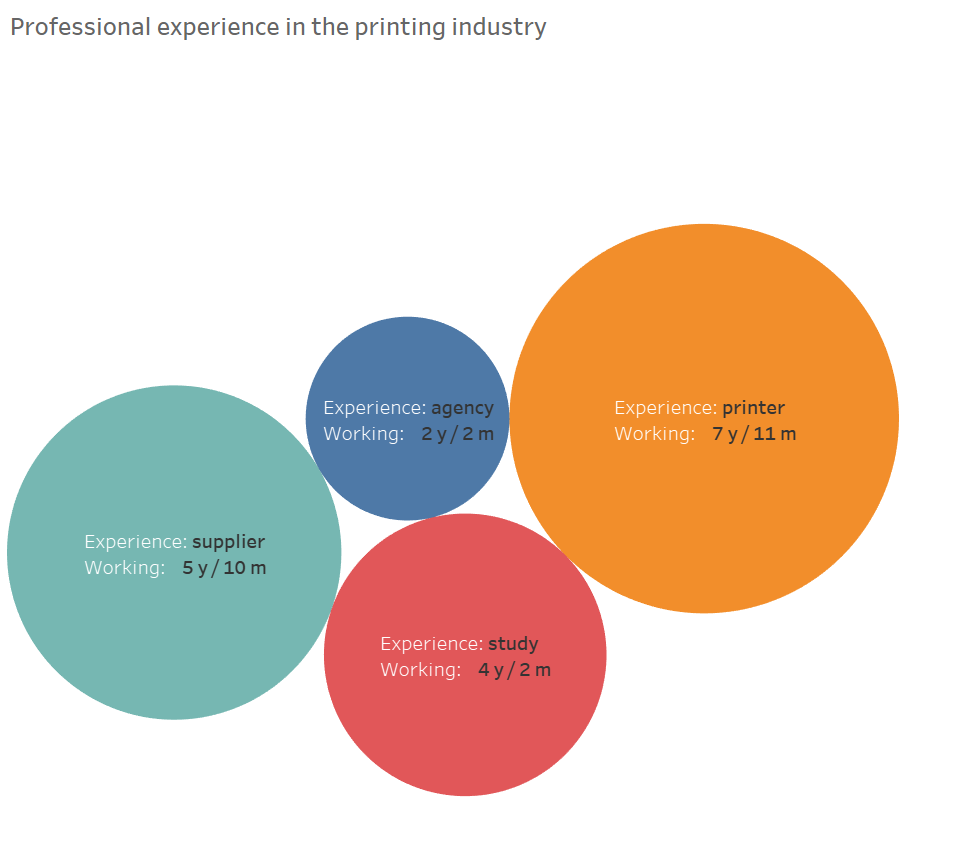 Professional experience in the printing industry
Experience: agency
Working: 2 y / 2 m
Experience: printer
Working: 7 y / 11 m
Experience: supplier
Working: 5 y / 10 m
Experience: study
Working: 4 y / 2 m